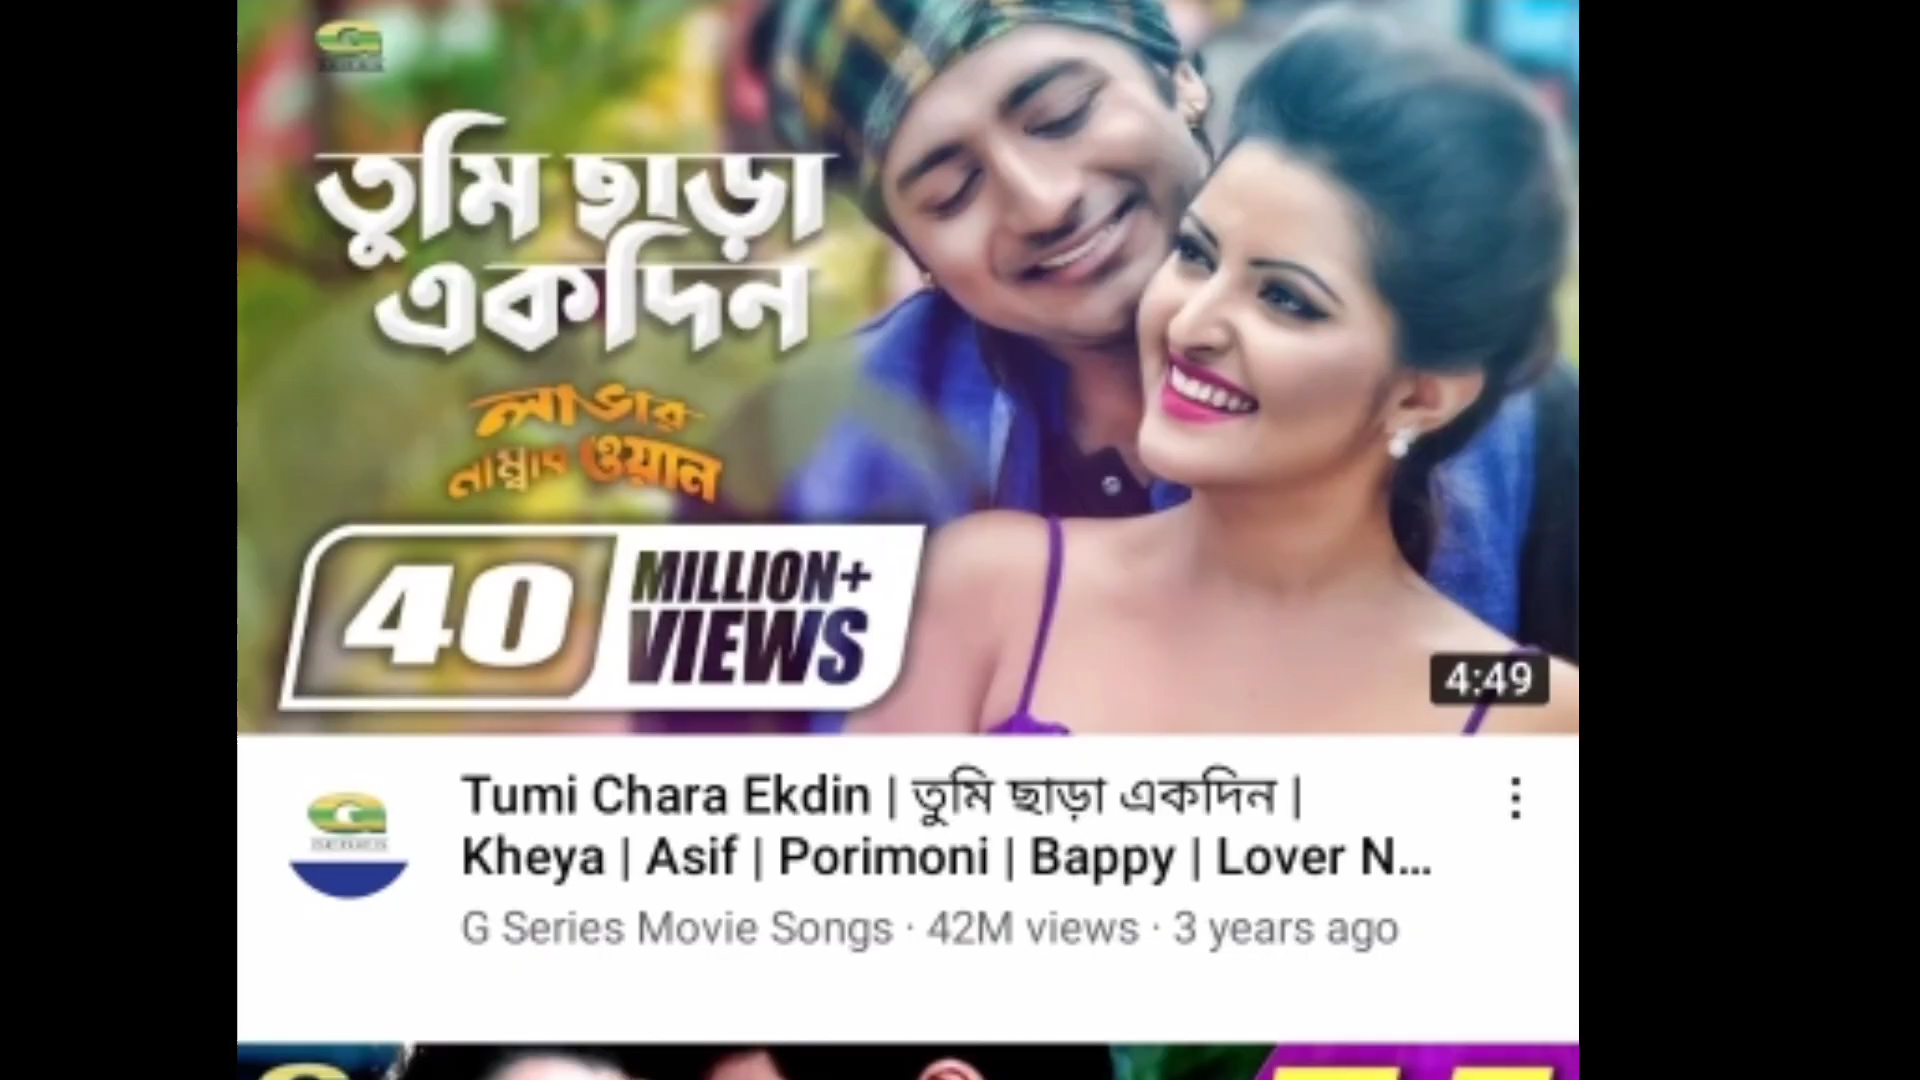 তুমি ছাড়া
একদিন
লাভার
নাম্বার ওয়ান
40 MILLION+
VIEWS
4:49
Tumi Chara Ekdin | তুমি ছাড়া একদিন |
Kheya | Asif | Porimoni | Bappy | Lover N...
G Series Movie Songs · 42M views · 3 years ago